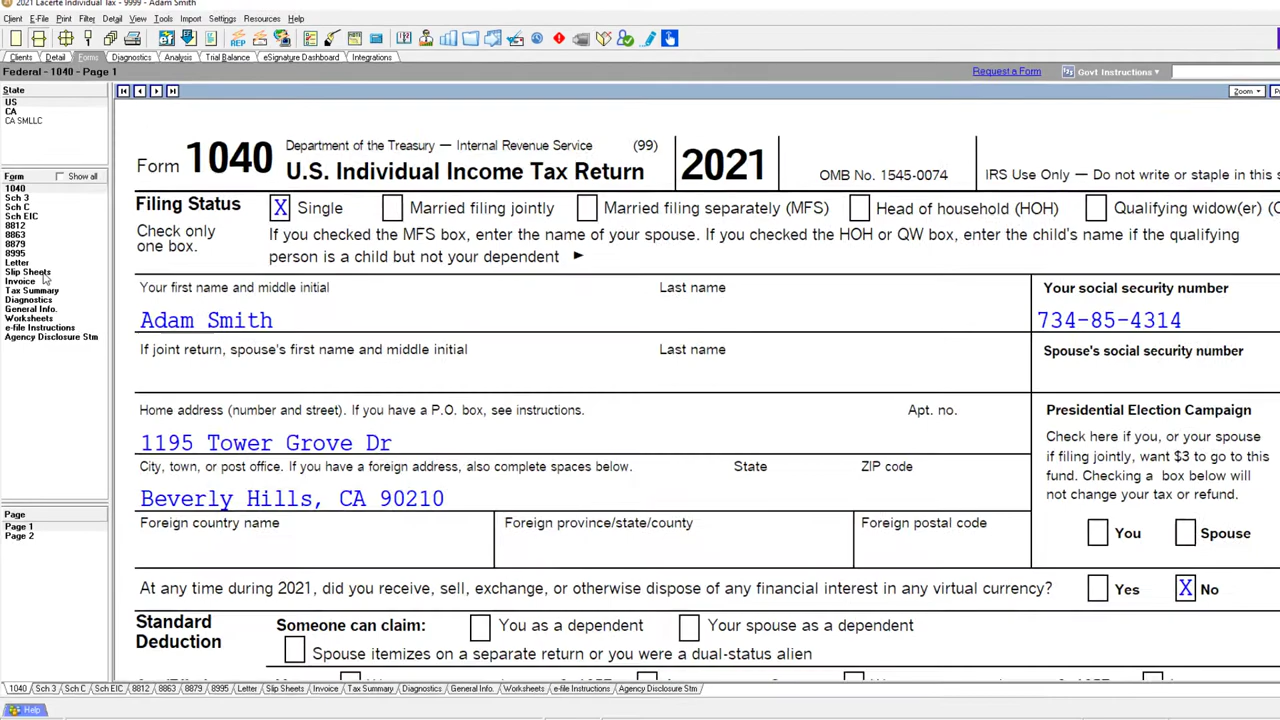 2021 Lacerte Individual Tax - 9999 - Adam Smith
Client E-File Print Filter Detail View Tools Import Settings Resources Help
Clients Detail Forms Diagnostics Analysis Trial Balance eSignature Dashboard Integrations
Federal - 1040 - Page 1 Request a Form Govt Instructions
State
US
CA
CA SMLLC
Zoom
Form Show all
1040
Sch 3
Sch C
Sch EIC
8812
8863
8879
8995
Letter
Slip Sheets
Invoice
Tax Summary
Diagnostics
General Info.
Worksheets
e-file Instructions
Agency Disclosure Stm
Page
Page 1
Page 2
Form 1040 Department of the Treasury — Internal Revenue Service (99)
U.S. Individual Income Tax Return 2021 OMB No. 1545-0074 IRS Use Only — Do not write or staple in this s
Filing Status X Single Married filing jointly Married filing separately (MFS) Head of household (HOH) Qualifying widow(er) (
Check only one box.
If you checked the MFS box, enter the name of your spouse. If you checked the HOH or QW box, enter the child's name if the qualifying
person is a child but not your dependent
Your first name and middle initial Last name Your social security number
Adam Smith 734-85-4314
If joint return, spouse's first name and middle initial Last name Spouse's social security number
Home address (number and street). If you have a P.O. box, see instructions. Apt. no.
1195 Tower Grove Dr
City, town, or post office. If you have a foreign address, also complete spaces below. State ZIP code
Beverly Hills, CA 90210
Foreign country name Foreign province/state/county Foreign postal code
Presidential Election Campaign
Check here if you, or your spouse
if filing jointly, want $3 to go to this
fund. Checking a box below will
not change your tax or refund.
You Spouse
At any time during 2021, did you receive, sell, exchange, or otherwise dispose of any financial interest in any virtual currency? Yes X No
Standard Deduction
Someone can claim: You as a dependent Your spouse as a dependent
Spouse itemizes on a separate return or you were a dual-status alien
1040 Sch 3 Sch C Sch EIC 8812 8863 8879 8995 Letter Slip Sheets Invoice Tax Summary Diagnostics General Info. Worksheets e-file Instructions Agency Disclosure Stm
Help